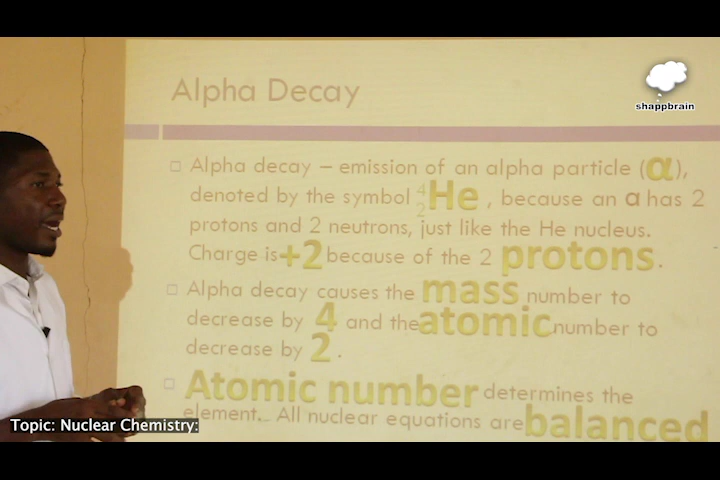 Alpha Decay
shappbrain
Alpha decay – emission of an alpha particle (α),
denoted by the symbol ⁴₂He , because an α has 2
protons and 2 neutrons, just like the He nucleus.
Charge is +2 because of the 2 protons.
Alpha decay causes the mass number to
decrease by 4 and the atomic number to
decrease by 2 .
Atomic number determines the
element. All nuclear equations are balanced
Topic: Nuclear Chemistry: